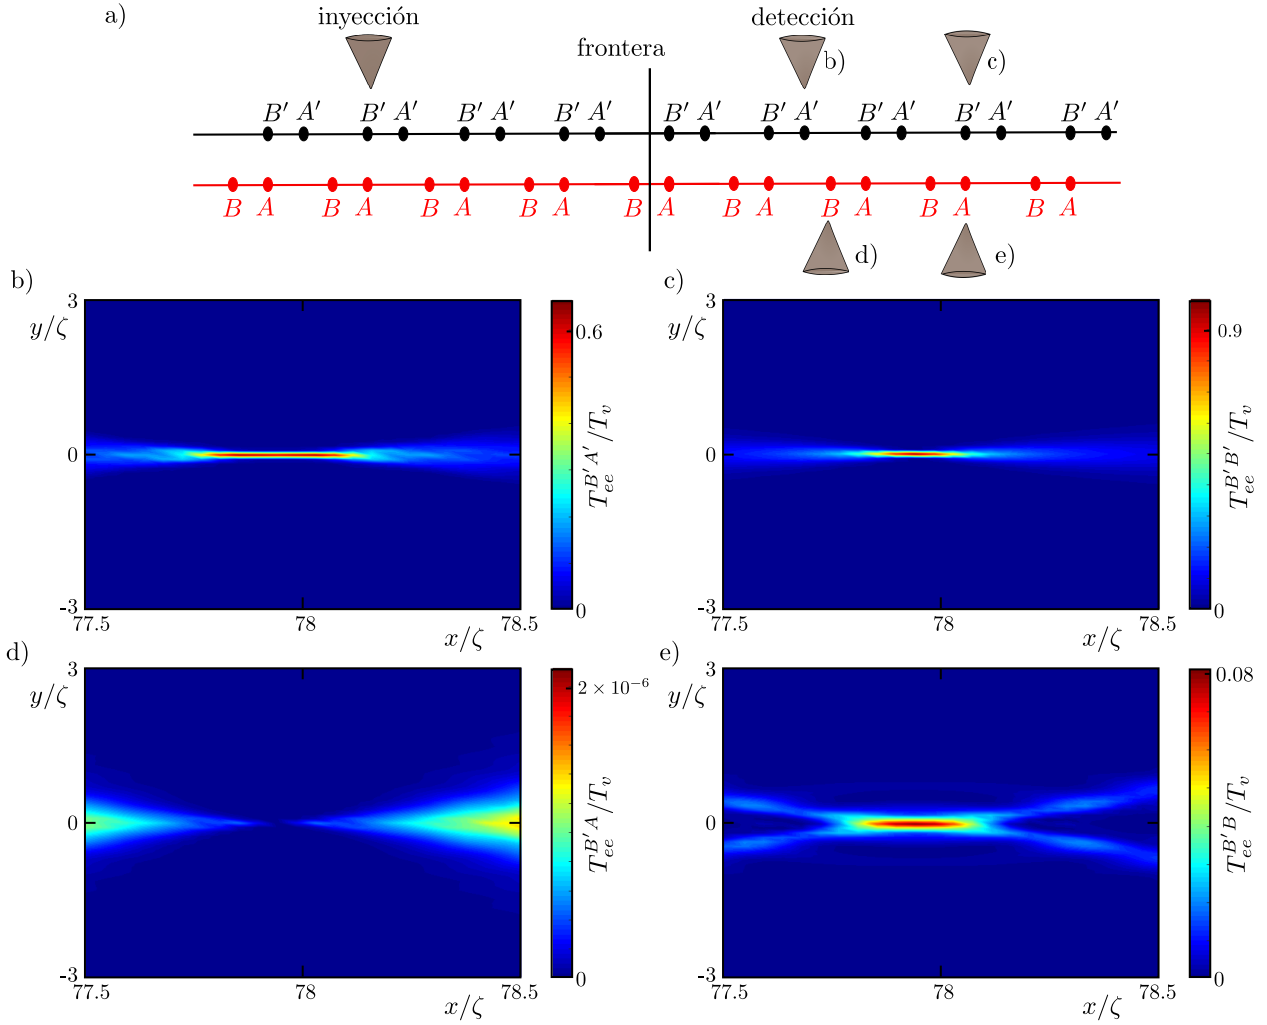 a)
inyección
detección
frontera
b)
c)
B′ A′ B′ A′ B′ A′ B′ A′ B′ A′ B′ A′ B′ A′ B′ A′ B′ A′
B A B A B A B A B A B A B A B A B A
d)
e)
b)
3
y/ζ
0
-3
77.5
78
78.5
x/ζ
0.6
0
T_{ee}^{B′A′}/T_v
c)
3
y/ζ
0
-3
77.5
78
78.5
x/ζ
0.9
0
T_{ee}^{B′B′}/T_v
d)
3
y/ζ
0
-3
77.5
78
78.5
x/ζ
2 × 10^{-6}
0
T_{ee}^{B′A}/T_v
e)
3
y/ζ
0
-3
77.5
78
78.5
x/ζ
0.08
0
T_{ee}^{B′B}/T_v